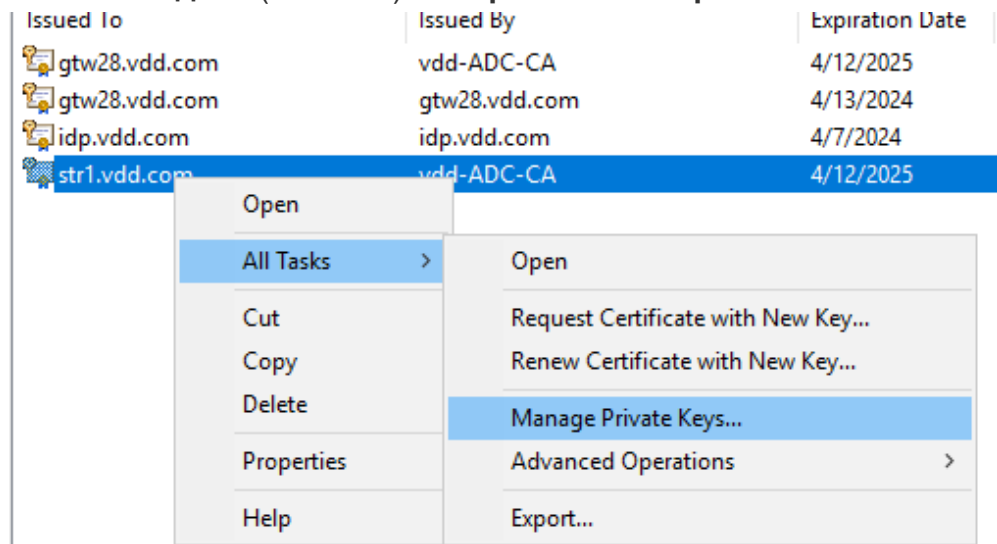 Issued To Issued By Expiration Date
gtw28.vdd.com vdd-ADC-CA 4/12/2025
gtw28.vdd.com gtw28.vdd.com 4/13/2024
idp.vdd.com idp.vdd.com 4/7/2024
str1.vdd.com vdd-ADC-CA 4/12/2025
Open
All Tasks >
Cut
Copy
Delete
Properties
Help
Open
Request Certificate with New Key...
Renew Certificate with New Key...
Manage Private Keys...
Advanced Operations >
Export...